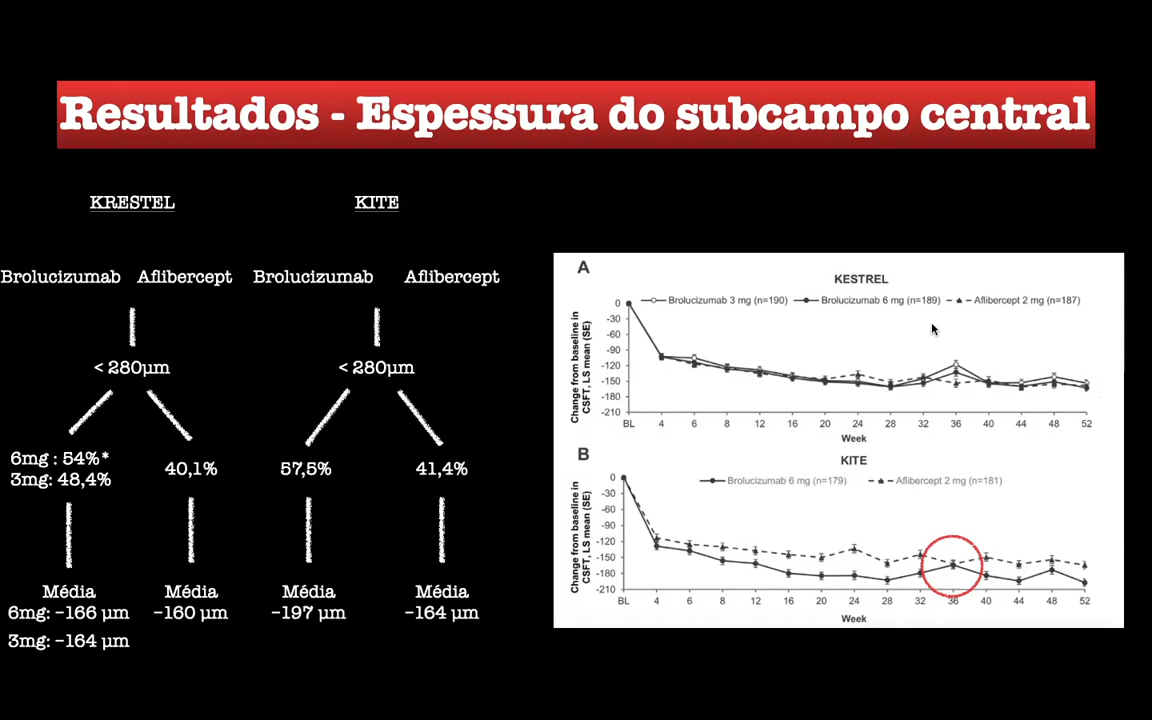 Resultados - Espessura do subcampo central
KRESTEL
KITE
Brolucizumab
Aflibercept
Brolucizumab
Aflibercept
< 280µm
< 280µm
6mg : 54%*
3mg: 48,4%
40,1%
57,5%
41,4%
Média
6mg: -166 µm
3mg: -164 µm
Média
-160 µm
Média
-197 µm
Média
-164 µm
A
KESTREL
Brolucizumab 3 mg (n=190) Brolucizumab 6 mg (n=189) Aflibercept 2 mg (n=187)
Change from baseline in
CSFT, LS mean (SE)
0
-30
-60
-90
-120
-150
-180
-210
BL 4 6 8 12 16 20 24 28 32 36 40 44 48 52
Week
B
KITE
Brolucizumab 6 mg (n=179) Aflibercept 2 mg (n=181)
Change from baseline in
CSFT, LS mean (SE)
0
-30
-60
-90
-120
-150
-180
-210
BL 4 6 8 12 16 20 24 28 32 36 40 44 48 52
Week